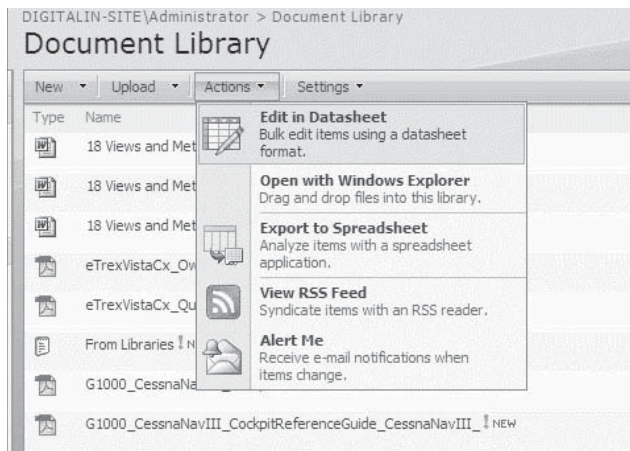 DIGITALIN-SITE\Administrator > Document Library
Document Library
New Upload Actions Settings
Type Name
Edit in Datasheet
Bulk edit items using a datasheet
format.
18 Views and Met
18 Views and Met
Open with Windows Explorer
Drag and drop files into this library.
18 Views and Met
Export to Spreadsheet
Analyze items with a spreadsheet
application.
eTrexVistaCx_Ow
eTrexVistaCx_Qu
View RSS Feed
Syndicate items with an RSS reader.
From Libraries ! N
Alert Me
Receive e-mail notifications when
items change.
G1000_CessnaNa
G1000_CessnaNavIII_CockpitReferenceGuide_CessnaNavIII_ ! NEW